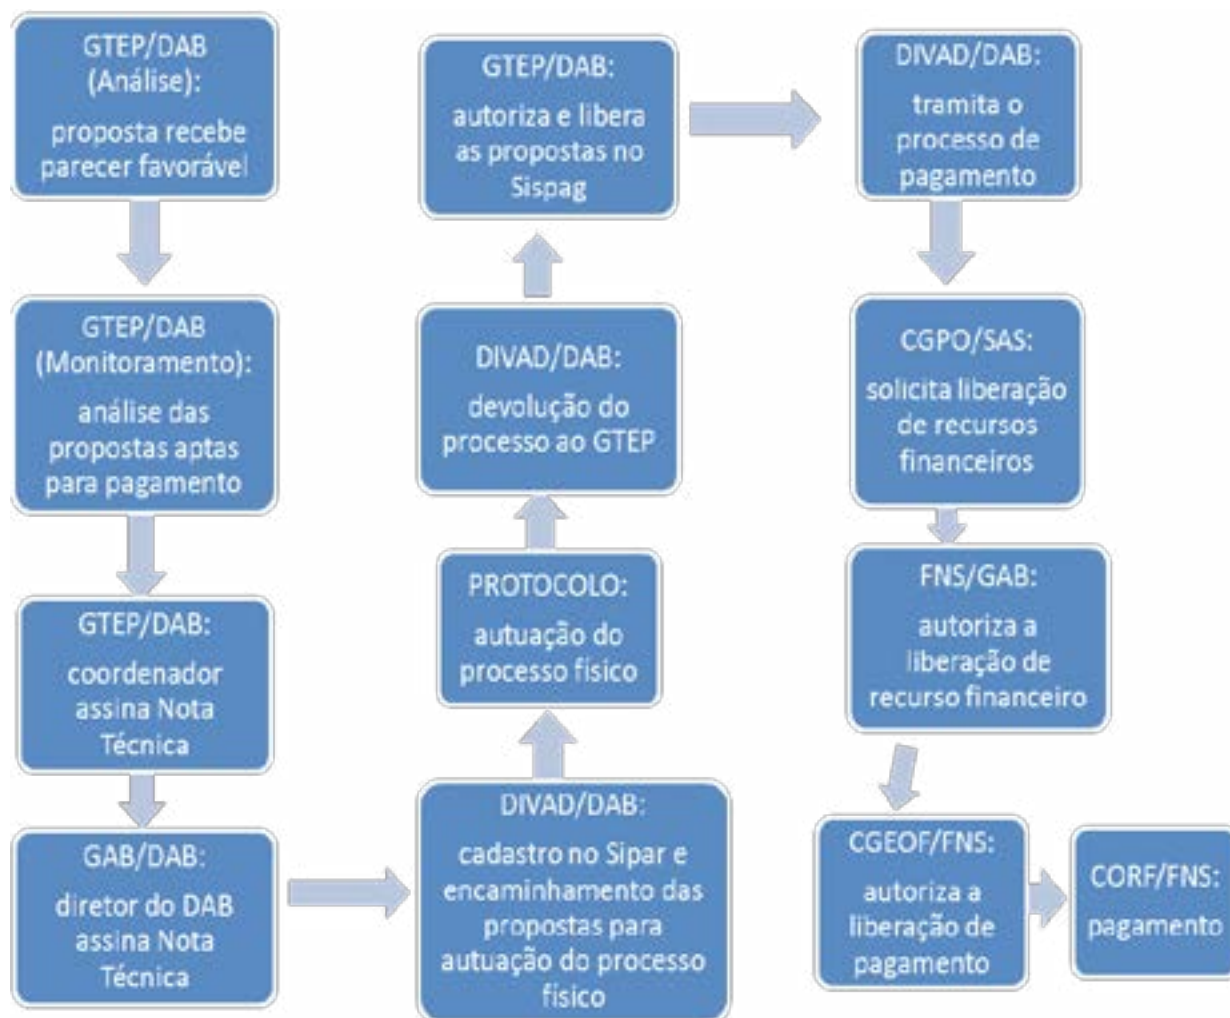 GTEP/DAB
(Análise):
proposta recebe
parecer favorável
GTEP/DAB
(Monitoramento):
análise das
propostas aptas
para pagamento
GTEP/DAB:
coordenador
assina Nota
Técnica
GAB/DAB:
diretor do DAB
assina Nota
Técnica
DIVAD/DAB:
cadastro no Sipar e
encaminhamento das
propostas para
autuação do processo
físico
PROTOCOLO:
autuação do
processo físico
DIVAD/DAB:
devolução do
processo ao GTEP
GTEP/DAB:
autoriza e libera
as propostas no
Sispag
DIVAD/DAB:
tramita o
processo de
pagamento
CGPO/SAS:
solicita liberação
de recursos
financeiros
FNS/GAB:
autoriza a
liberação de
recurso financeiro
CGEOF/FNS:
autoriza a
liberação de
pagamento
CORF/FNS:
pagamento